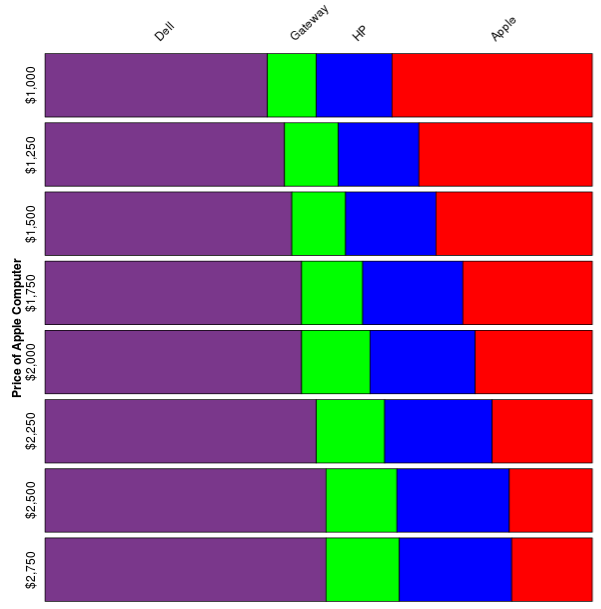 Dell
Gateway
HP
Apple
Price of Apple Computer
$1,000
$1,250
$1,500
$1,750
$2,000
$2,250
$2,500
$2,750